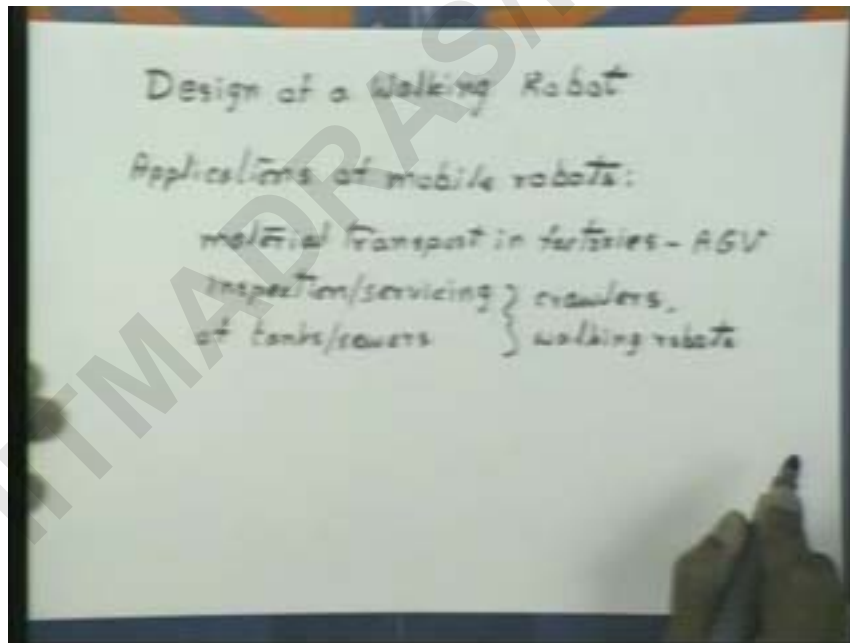 Design of a Walking Robot
Applications of mobile robots:
material transport in factories - AGV
inspection/servicing } crawlers,
of tanks/sewers } walking robots
IITMADRAS